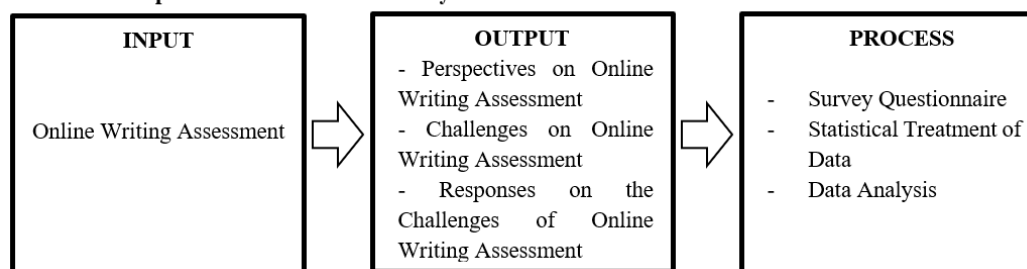 INPUT
Online Writing Assessment
OUTPUT
- Perspectives on Online
Writing Assessment
- Challenges on Online
Writing Assessment
- Responses on the
Challenges of Online
Writing Assessment
PROCESS
- Survey Questionnaire
- Statistical Treatment of
Data
- Data Analysis